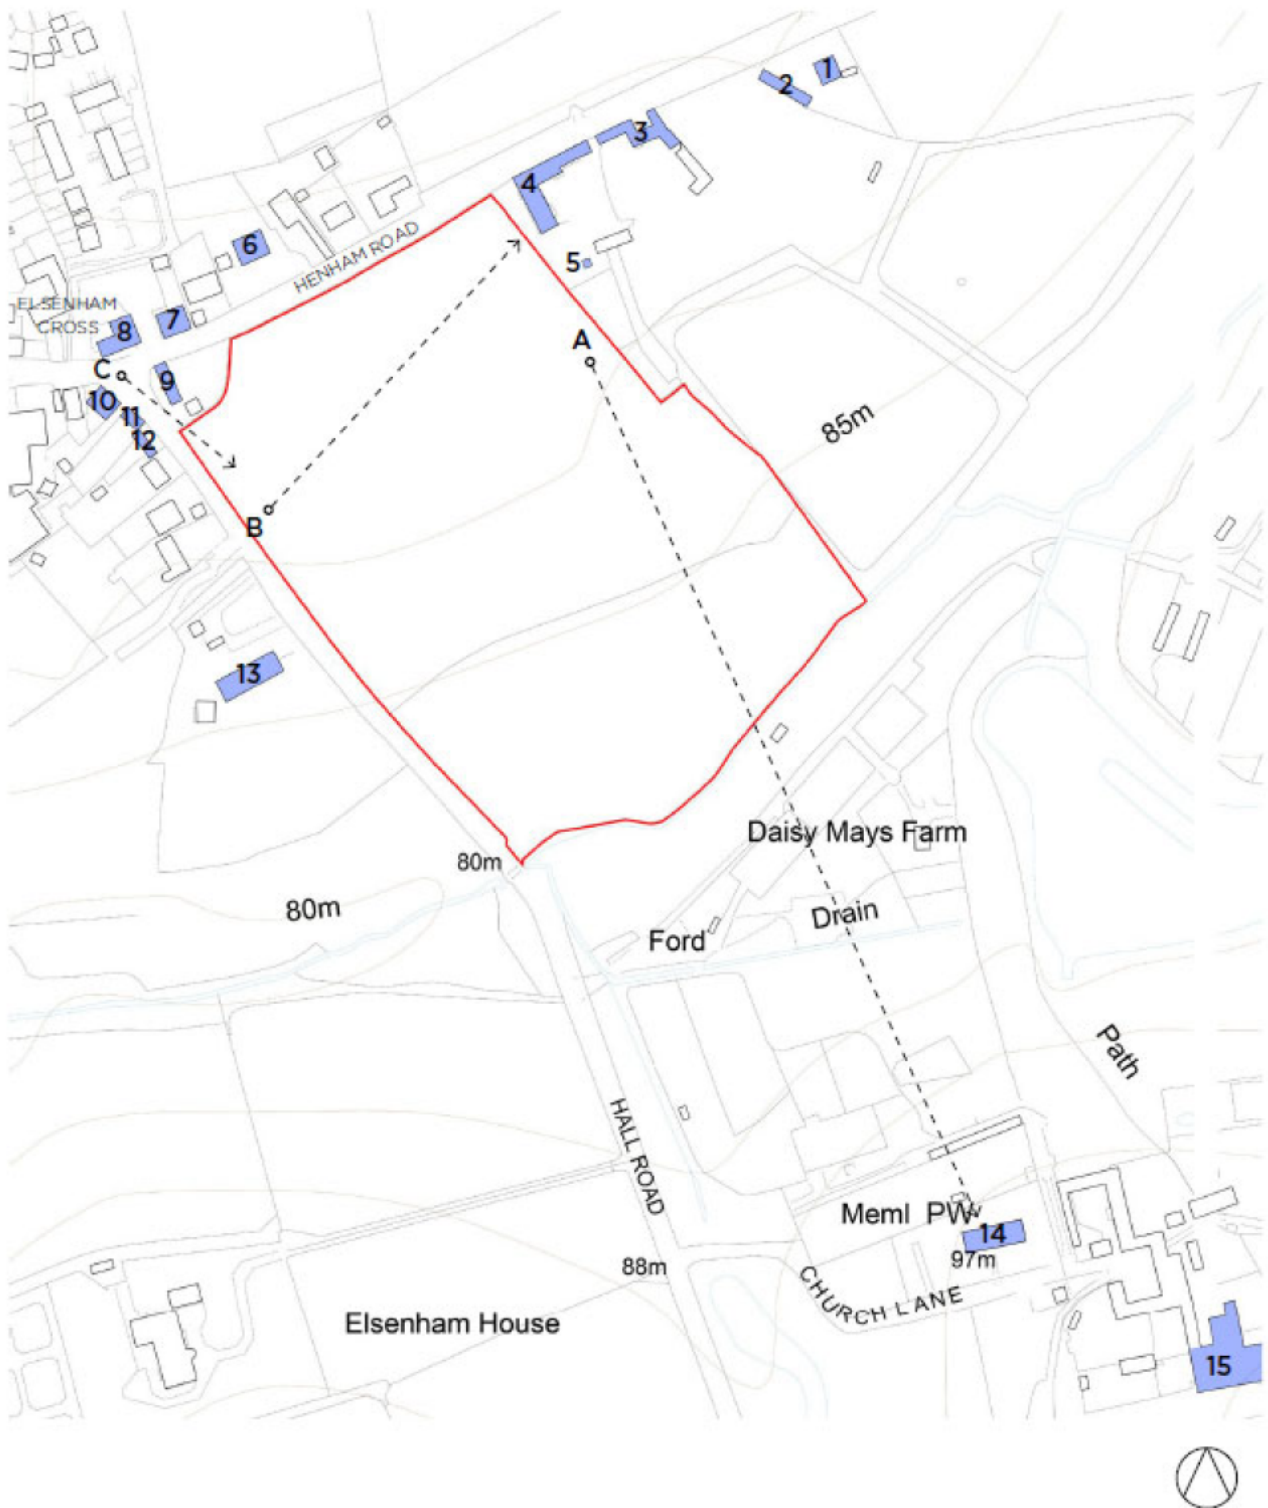 1
2
3
4
5
6
HENHAM ROAD
ELSENHAM
CROSS
7
8
A
C
9
10
11
12
85m
B
13
Daisy Mays Farm
80m
80m
Drain
Ford
Path
HALL ROAD
Meml PW
14
97m
88m
CHURCH LANE
Elsenham House
15